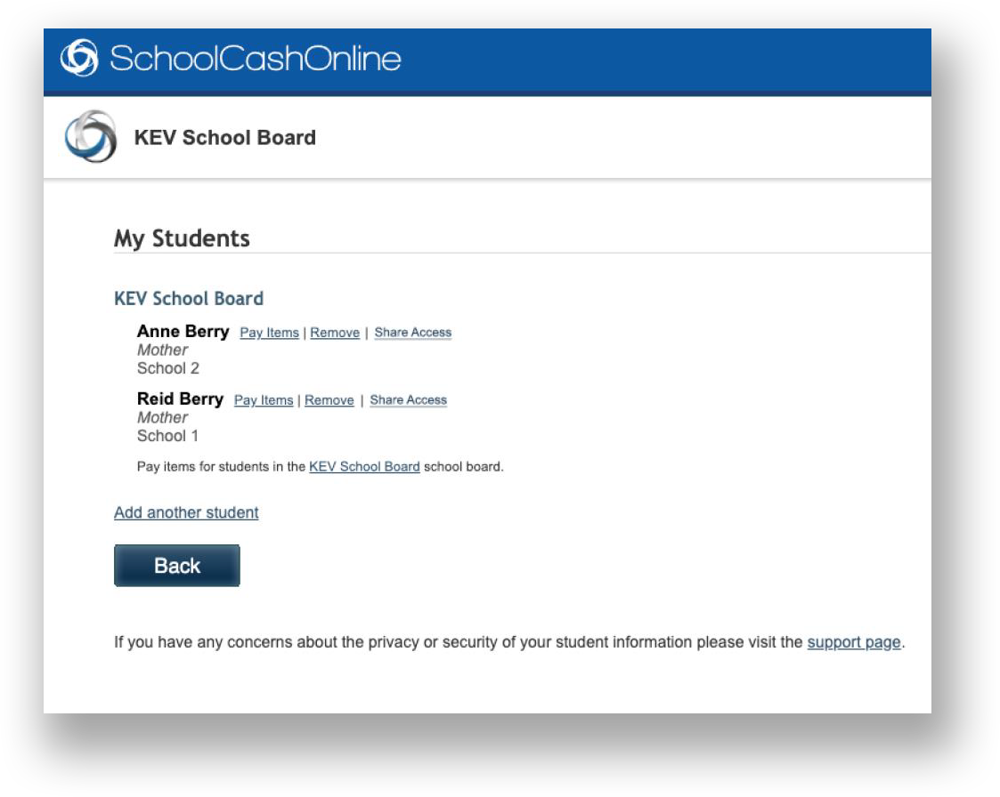 SchoolCashOnline
KEV School Board
My Students
KEV School Board
Anne Berry Pay Items | Remove | Share Access
Mother
School 2
Reid Berry Pay Items | Remove | Share Access
Mother
School 1
Pay items for students in the KEV School Board school board.
Add another student
Back
If you have any concerns about the privacy or security of your student information please visit the support page.